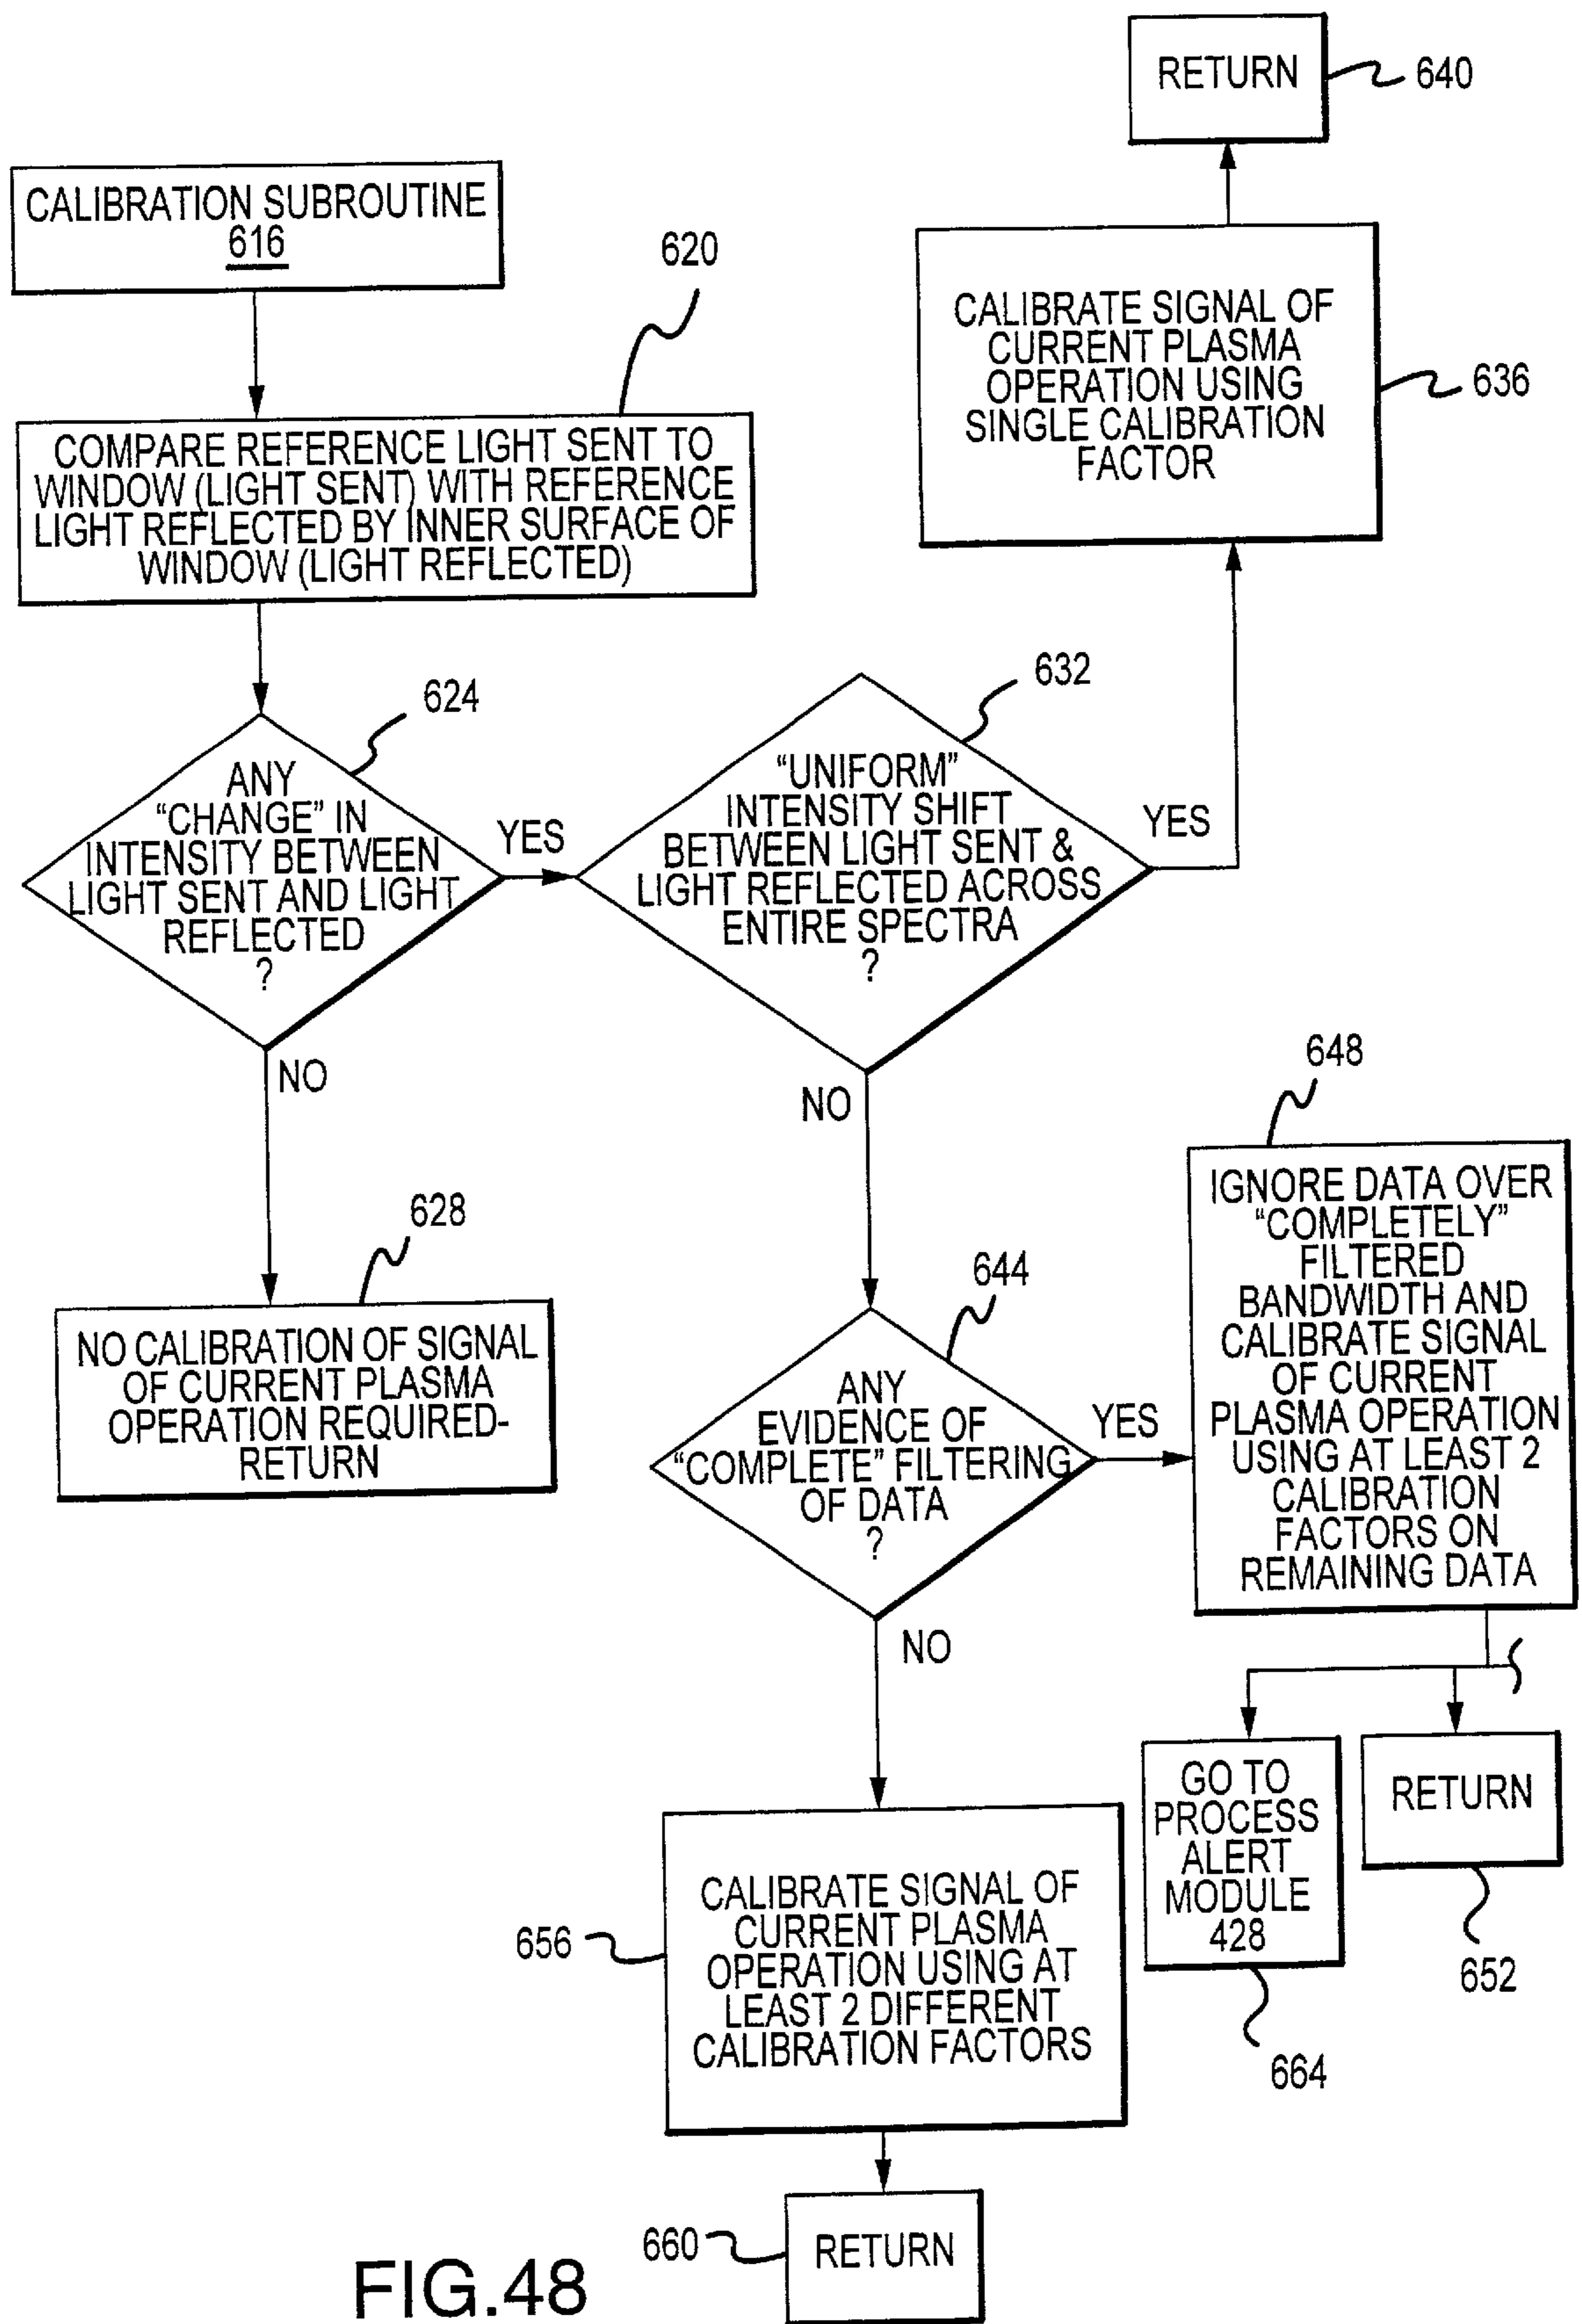 RETURN
640
CALIBRATION SUBROUTINE
616
620
CALIBRATE SIGNAL OF
CURRENT PLASMA
OPERATION USING
SINGLE CALIBRATION
FACTOR
636
COMPARE REFERENCE LIGHT SENT TO
WINDOW (LIGHT SENT) WITH REFERENCE
LIGHT REFLECTED BY INNER SURFACE OF
WINDOW (LIGHT REFLECTED)
624
ANY
“CHANGE” IN
INTENSITY BETWEEN
LIGHT SENT AND LIGHT
REFLECTED
?
YES
NO
632
“UNIFORM”
INTENSITY SHIFT
BETWEEN LIGHT SENT &
LIGHT REFLECTED ACROSS
ENTIRE SPECTRA
?
YES
NO
628
NO CALIBRATION OF SIGNAL
OF CURRENT PLASMA
OPERATION REQUIRED-
RETURN
644
ANY
EVIDENCE OF
“COMPLETE” FILTERING
OF DATA
?
YES
NO
648
IGNORE DATA OVER
“COMPLETELY”
FILTERED
BANDWIDTH AND
CALIBRATE SIGNAL
OF CURRENT
PLASMA OPERATION
USING AT LEAST 2
CALIBRATION
FACTORS ON
REMAINING DATA
GO TO
PROCESS
ALERT
MODULE
428
664
RETURN
652
656
CALIBRATE SIGNAL OF
CURRENT PLASMA
OPERATION USING AT
LEAST 2 DIFFERENT
CALIBRATION FACTORS
660
RETURN
FIG.48